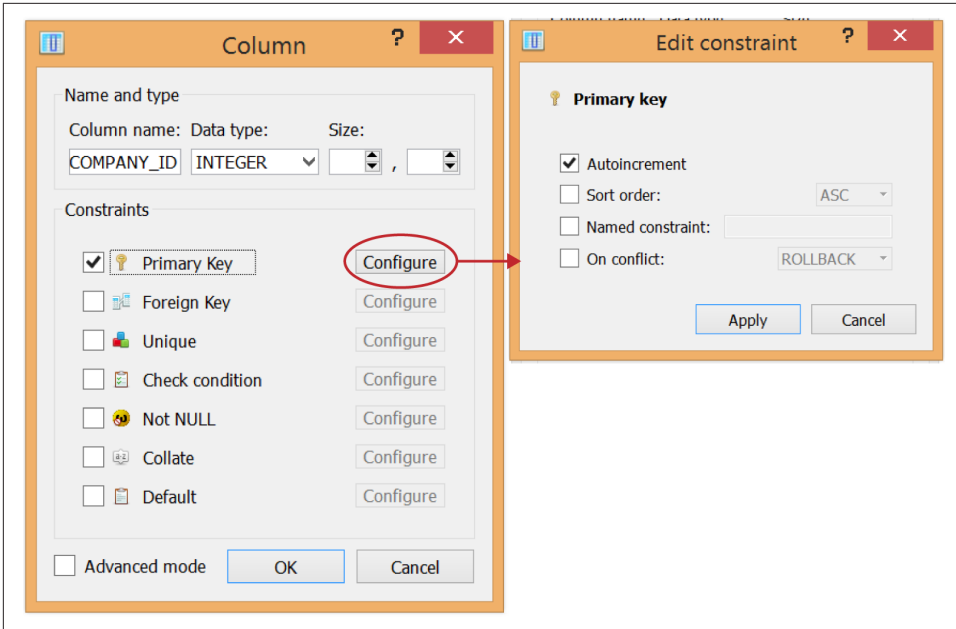 Column ?
Name and type
Column name: Data type: Size:
COMPANY_ID INTEGER ,
Constraints
Primary Key Configure
Foreign Key Configure
Unique Configure
Check condition Configure
Not NULL Configure
Collate Configure
Default Configure
Advanced mode OK Cancel
Edit constraint ?
Primary key
Autoincrement
Sort order: ASC
Named constraint:
On conflict: ROLLBACK
Apply Cancel